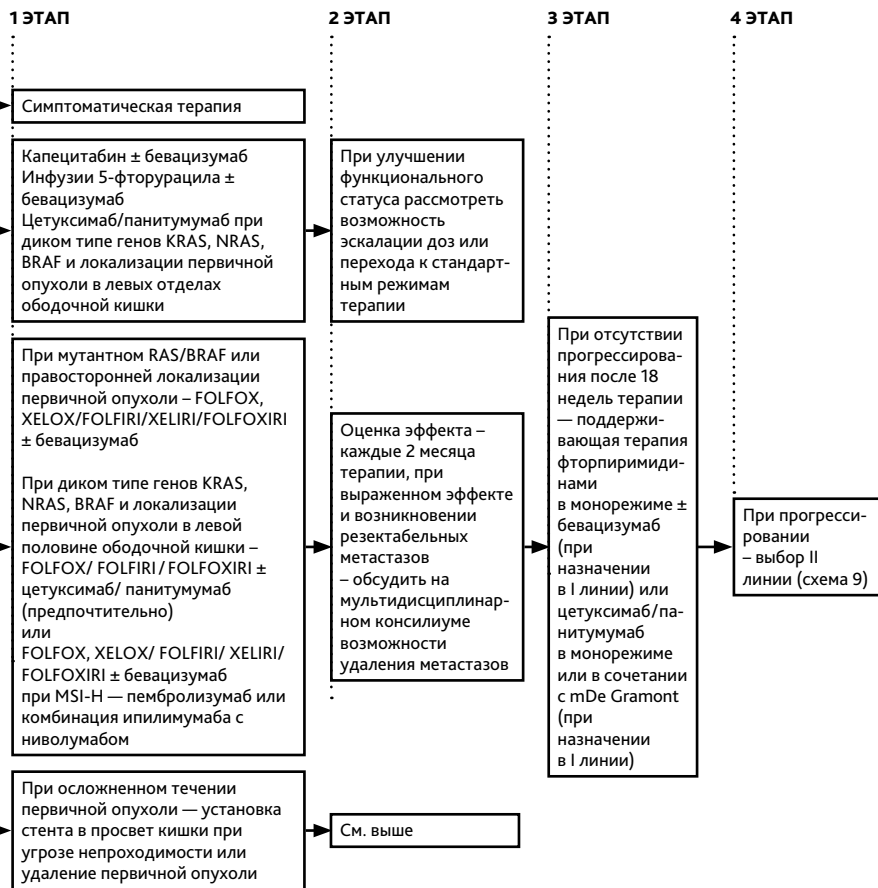 1 ЭТАП
2 ЭТАП
3 ЭТАП
4 ЭТАП
Симптоматическая терапия
Капецитабин ± бевацизумаб
Инфузии 5-фторурацила ±
бевацизумаб
Цетуксимаб/панитумумаб при
диком типе генов KRAS, NRAS,
BRAF и локализации первичной
опухоли в левых отделах
ободочной кишки
При улучшении
функционального
статуса рассмотреть
возможность
эскалации доз или
перехода к стандарт-
ным режимам
терапии
При мутантном RAS/BRAF или
правосторонней локализации
первичной опухоли – FOLFOX,
XELOX/FOLFIRI/XELIRI/FOLFOXIRI
± бевацизумаб
При диком типе генов KRAS,
NRAS, BRAF и локализации
первичной опухоли в левой
половине ободочной кишки –
FOLFOX/ FOLFIRI / FOLFOXIRI ±
цетуксимаб/ панитумумаб
(предпочтительно)
или
FOLFOX, XELOX/ FOLFIRI/ XELIRI/
FOLFOXIRI ± бевацизумаб
при MSI-H — пембролизумаб или
комбинация ипилимумаба с
ниволумабом
Оценка эффекта –
каждые 2 месяца
терапии, при
выраженном эффекте
и возникновении
резектабельных
метастазов
– обсудить на
мультидисциплинар-
ном консилиуме
возможности
удаления метастазов
При отсутствии
прогрессирова-
ния после 18
недель терапии
— поддержи-
вающая терапия
фторпиримиди-
нами
в монорежиме ±
бевацизумаб
(при
назначении
в I линии) или
цетуксимаб/па-
нитумумаб
в монорежиме
или в сочетании
с mDe Gramont
(при
назначении
в I линии)
При прогресси-
ровании
– выбор II
линии (схема 9)
При осложненном течении
первичной опухоли — установка
стента в просвет кишки при
угрозе непроходимости или
удаление первичной опухоли
См. выше